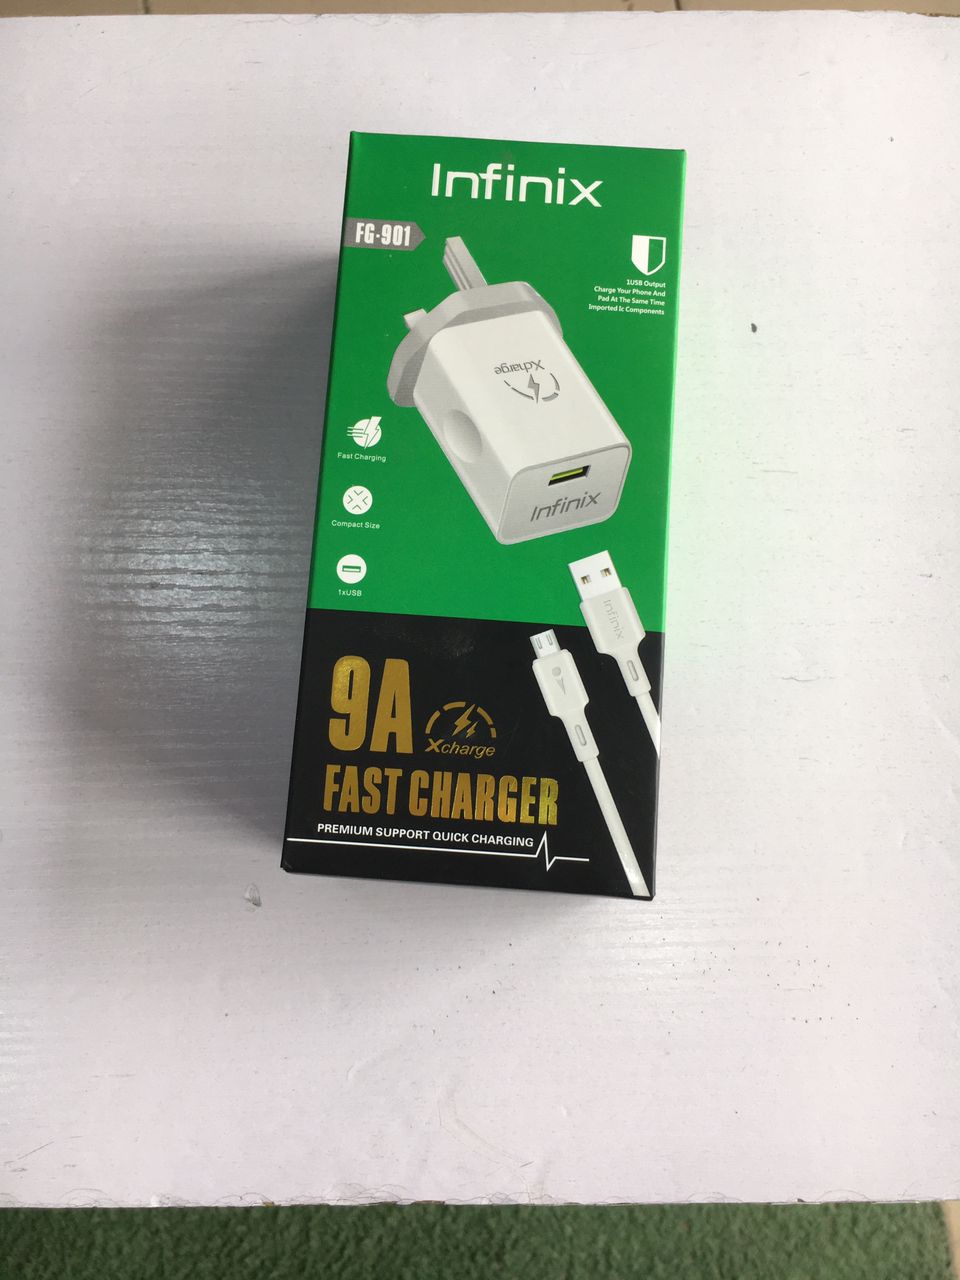 Infinix
FG-901
1USB Output
Charge Your Phone And
Pad At The Same Time
Imported Ic Components
Xcharge
Infinix
Fast Charging
Compact Size
1xUSB
Infinix
9A
Xcharge
FAST CHARGER
PREMIUM SUPPORT QUICK CHARGING